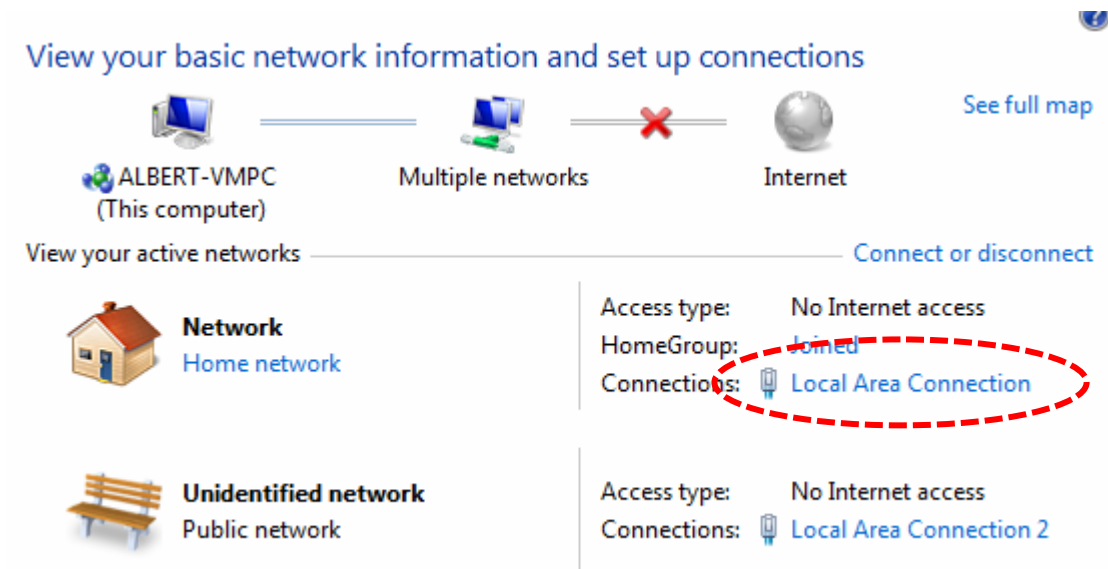 View your basic network information and set up connections
See full map
ALBERT-VMPC
(This computer)
Multiple networks
Internet
View your active networks
Connect or disconnect
Network
Home network
Access type: No Internet access
HomeGroup: Joined
Connections: Local Area Connection
Unidentified network
Public network
Access type: No Internet access
Connections: Local Area Connection 2